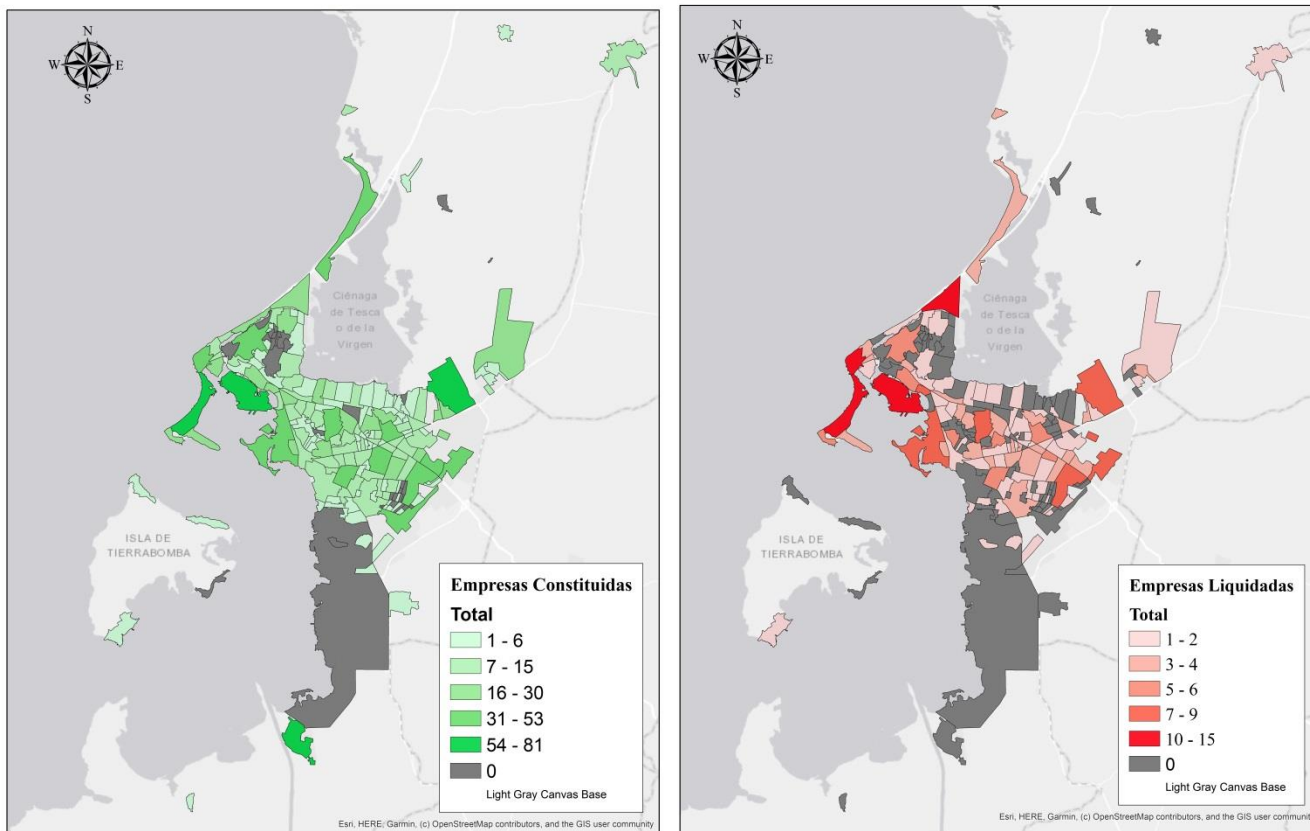 N
W E
S
Ciénaga
de Tesca
o de la
Virgen
ISLA DE
TIERRABOMBA
Empresas Constituidas
Total
1 - 6
7 - 15
16 - 30
31 - 53
54 - 81
0
Light Gray Canvas Base
Esri, HERE, Garmin, (c) OpenStreetMap contributors, and the GIS user community
N
W E
S
Ciénaga
de Tesca
o de la
Virgen
ISLA DE
TIERRABOMBA
Empresas Liquidadas
Total
1 - 2
3 - 4
5 - 6
7 - 9
10 - 15
0
Light Gray Canvas Base
Esri, HERE, Garmin, (c) OpenStreetMap contributors, and the GIS user community